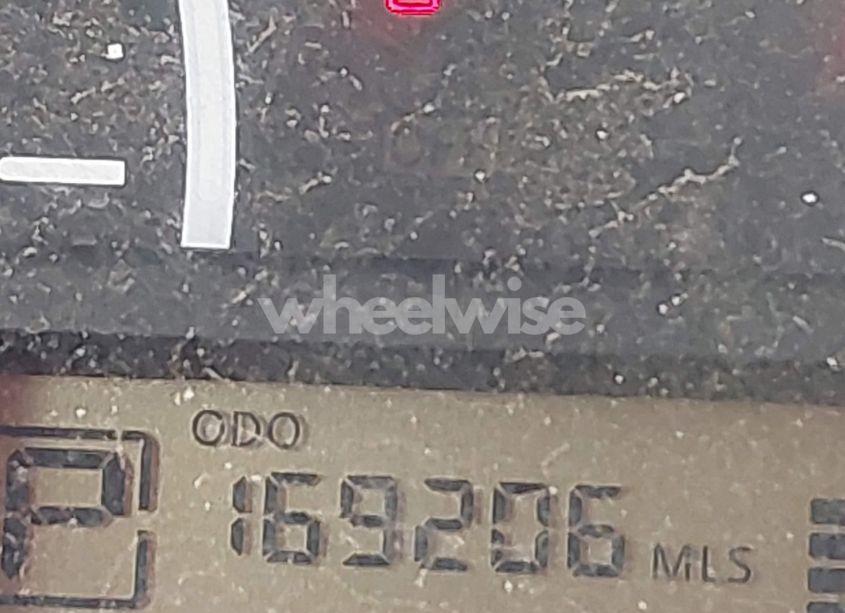 wheelwise
ODO
P
169206 MLS